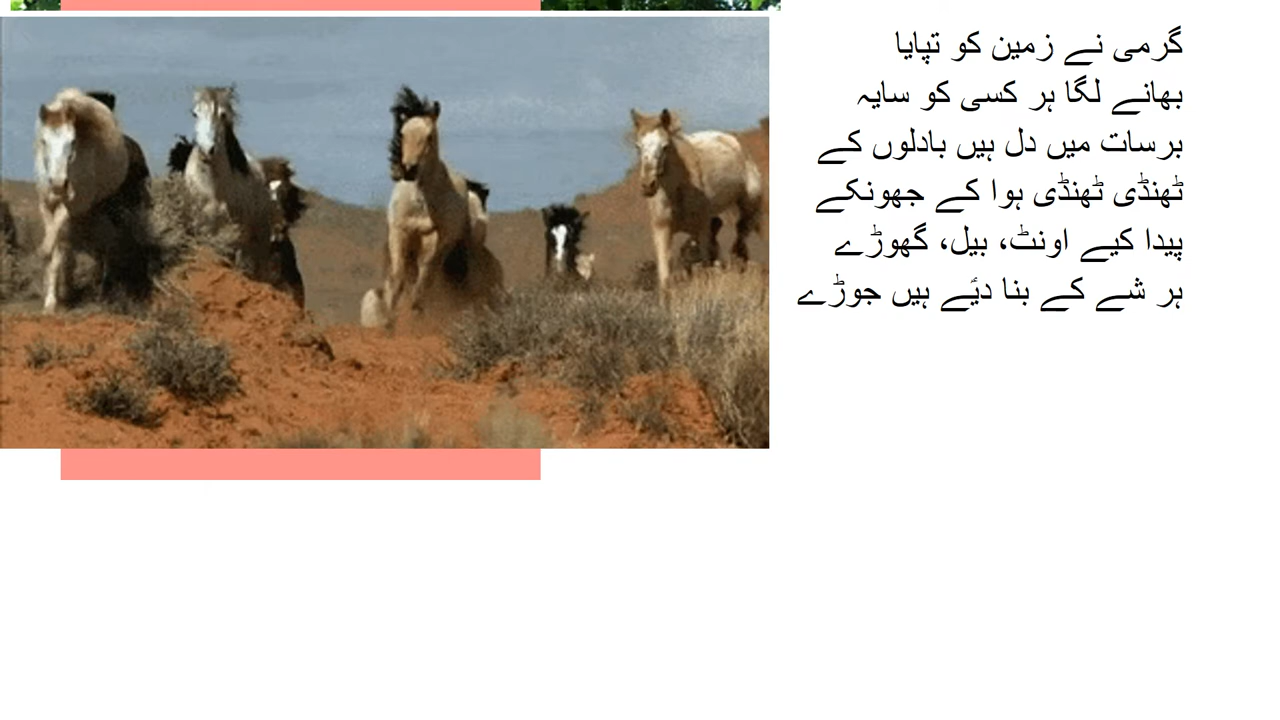 گرمی نے زمین کو تپایا
بھانے لگا ہر کسی کو سایہ
برسات میں دل ہیں بادلوں کے
ٹھنڈی ٹھنڈی ہوا کے جھونکے
پیدا کیے اونٹ، بیل، گھوڑے
ہر شے کے بنا دیٔے ہیں جوڑے